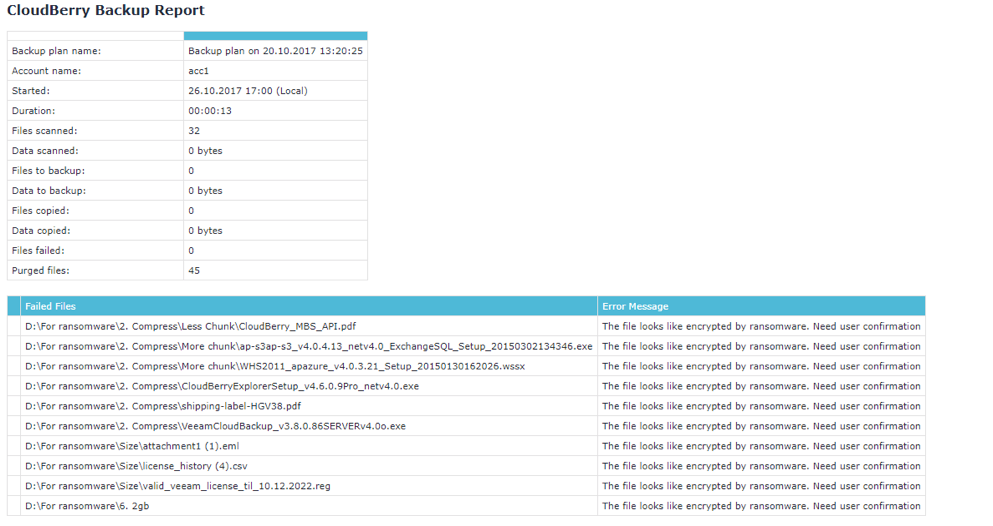 CloudBerry Backup Report
Backup plan name: Backup plan on 20.10.2017 13:20:25
Account name: acc1
Started: 26.10.2017 17:00 (Local)
Duration: 00:00:13
Files scanned: 32
Data scanned: 0 bytes
Files to backup: 0
Data to backup: 0 bytes
Files copied: 0
Data copied: 0 bytes
Files failed: 0
Purged files: 45
Failed Files Error Message
D:\For ransomware\2. Compress\Less Chunk\CloudBerry_MBS_API.pdf The file looks like encrypted by ransomware. Need user confirmation
D:\For ransomware\2. Compress\More chunk\ap-s3ap-s3_v4.0.4.13_netv4.0_ExchangeSQL_Setup_20150302134346.exe The file looks like encrypted by ransomware. Need user confirmation
D:\For ransomware\2. Compress\More chunk\WHS2011_apazure_v4.0.3.21_Setup_20150130162026.wssx The file looks like encrypted by ransomware. Need user confirmation
D:\For ransomware\2. Compress\CloudBerryExplorerSetup_v4.6.0.9Pro_netv4.0.exe The file looks like encrypted by ransomware. Need user confirmation
D:\For ransomware\2. Compress\shipping-label-HGV38.pdf The file looks like encrypted by ransomware. Need user confirmation
D:\For ransomware\2. Compress\VeeamCloudBackup_v3.8.0.86SERVERv4.0o.exe The file looks like encrypted by ransomware. Need user confirmation
D:\For ransomware\Size\attachment1 (1).eml The file looks like encrypted by ransomware. Need user confirmation
D:\For ransomware\Size\license_history (4).csv The file looks like encrypted by ransomware. Need user confirmation
D:\For ransomware\Size\valid_veeam_license_til_10.12.2022.reg The file looks like encrypted by ransomware. Need user confirmation
D:\For ransomware\6. 2gb The file looks like encrypted by ransomware. Need user confirmation